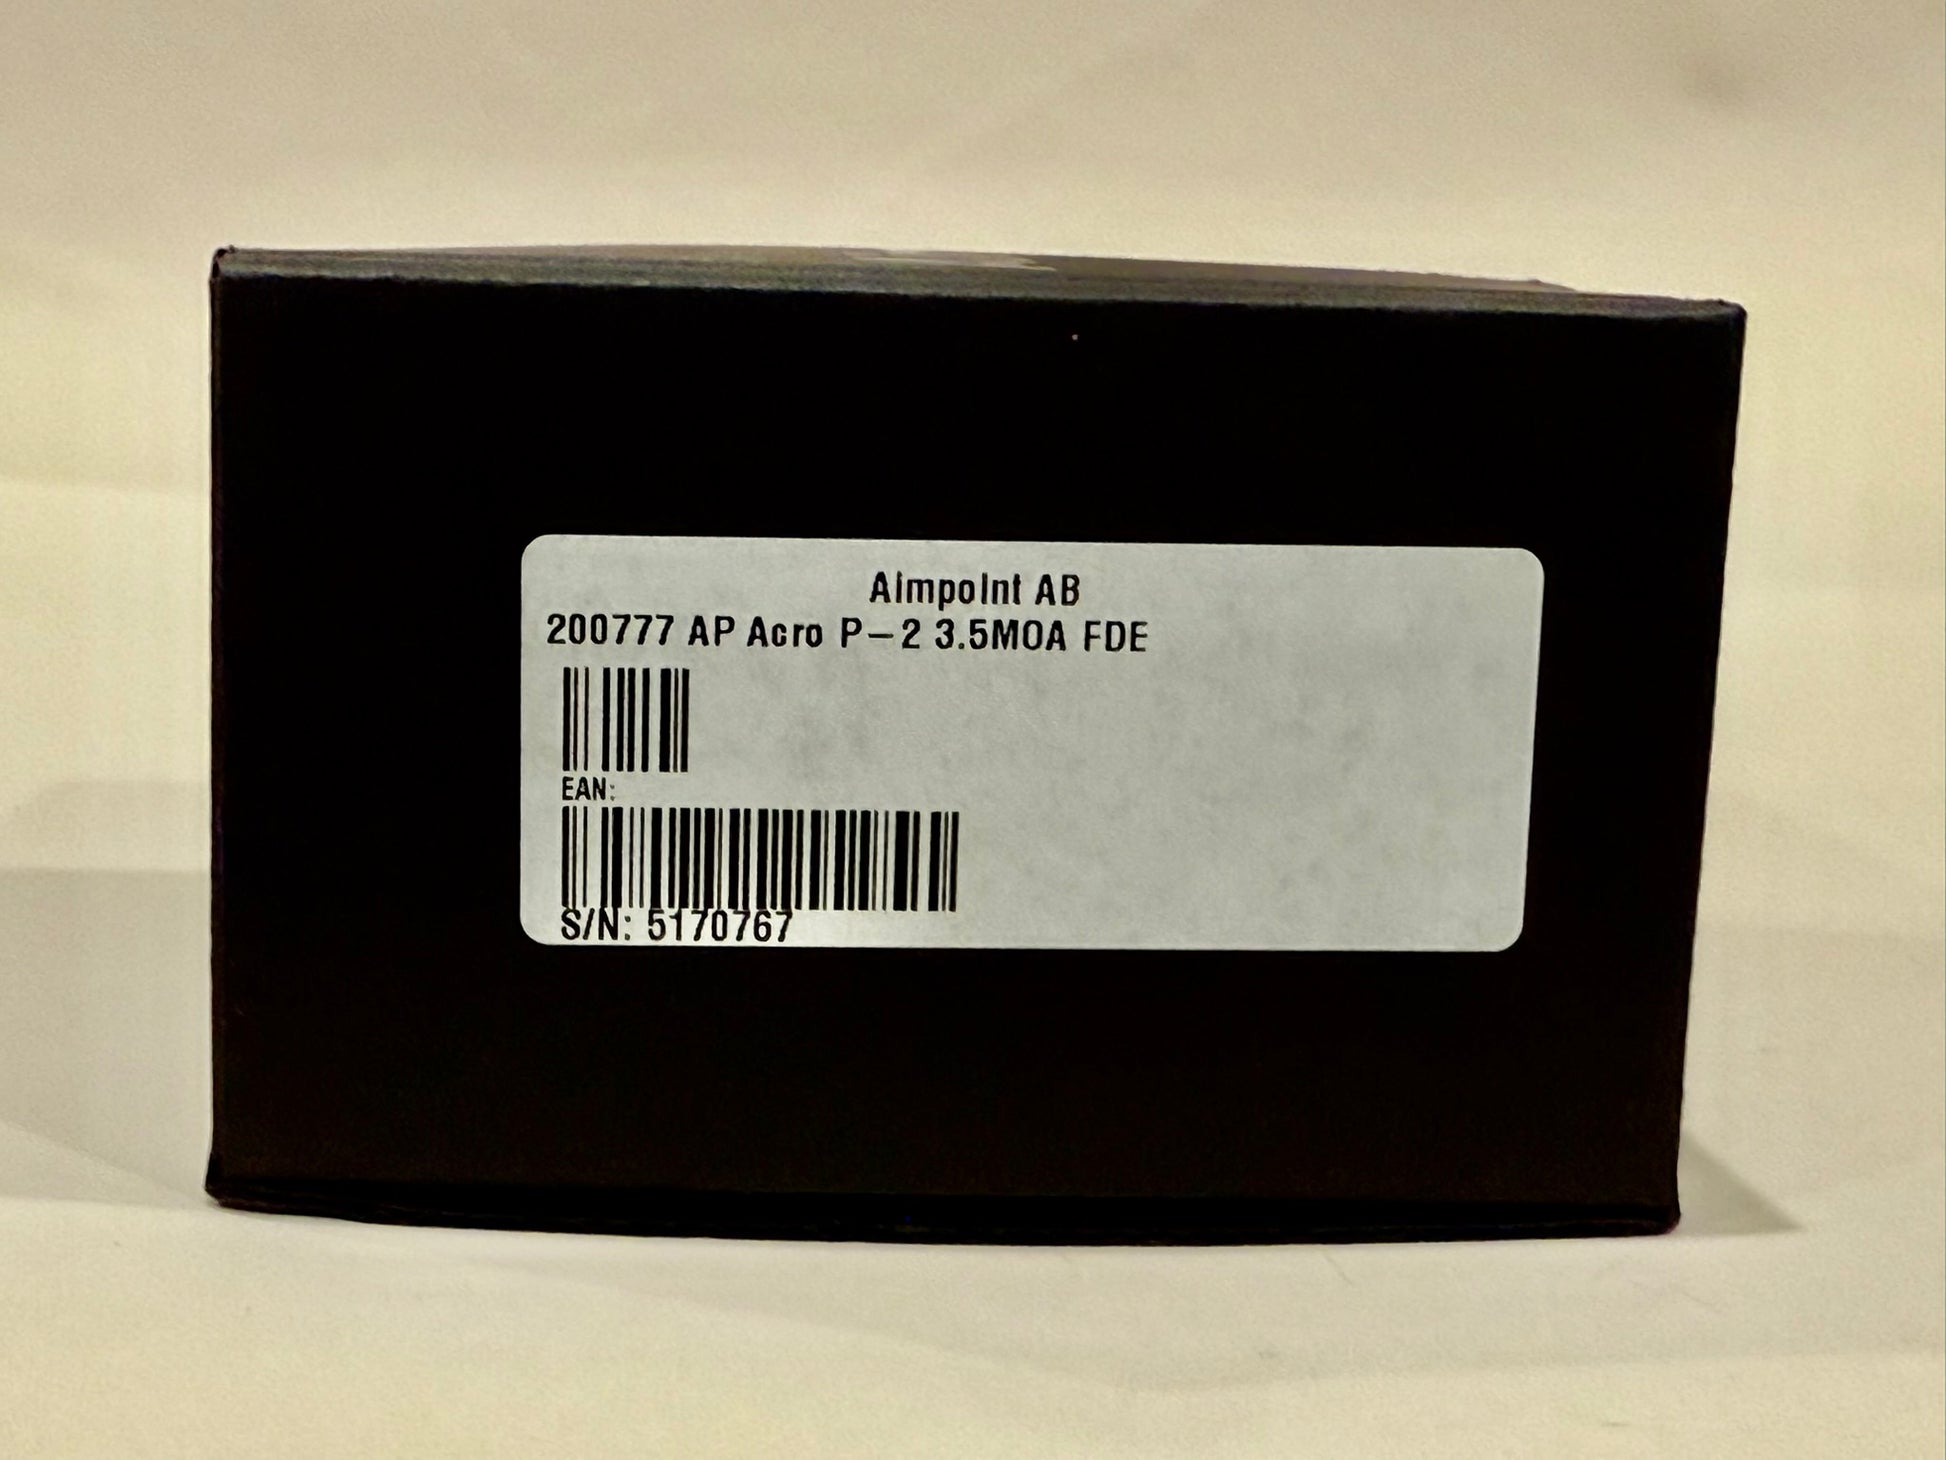 Aimpoint AB
200777 AP Acro P-2 3.5MOA FDE
EAN:
S/N: 5170767